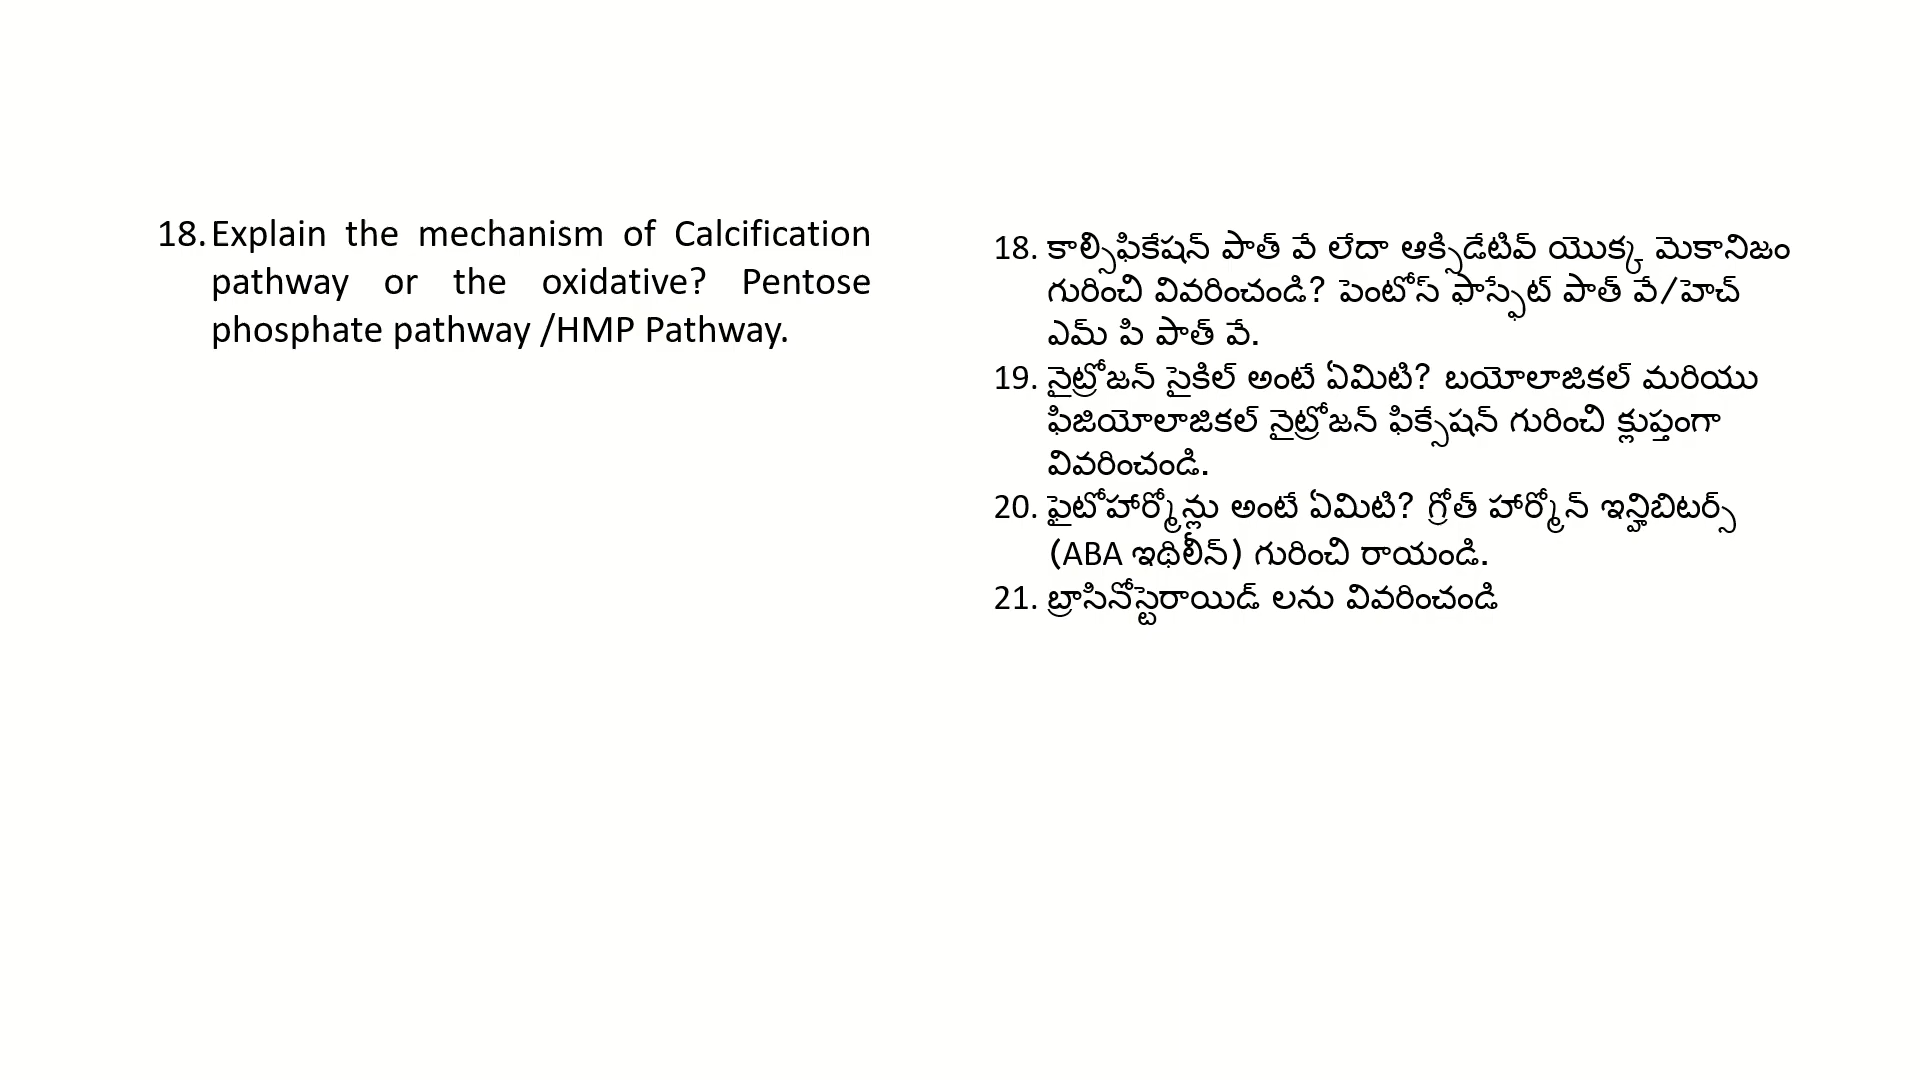 18. Explain the mechanism of Calcification
pathway or the oxidative? Pentose
phosphate pathway /HMP Pathway.
18. కాల్సిఫికేషన్ పాత్ వే లేదా ఆక్సిడేటివ్ యొక్క మెకానిజం
గురించి వివరించండి? పెంటోస్ ఫాస్ఫేట్ పాత్ వే/హెచ్
ఎమ్ పి పాత్ వే.
19. నైట్రోజన్ సైకిల్ అంటే ఏమిటి? బయోలాజికల్ మరియు
ఫిజియోలాజికల్ నైట్రోజన్ ఫిక్సేషన్ గురించి క్లుప్తంగా
వివరించండి.
20. ఫైటోహార్మోన్లు అంటే ఏమిటి? గ్రోత్ హార్మోన్ ఇన్హిబిటర్స్
(ABA ఇథిలీన్) గురించి రాయండి.
21. బ్రాసినోస్టెరాయిడ్ లను వివరించండి